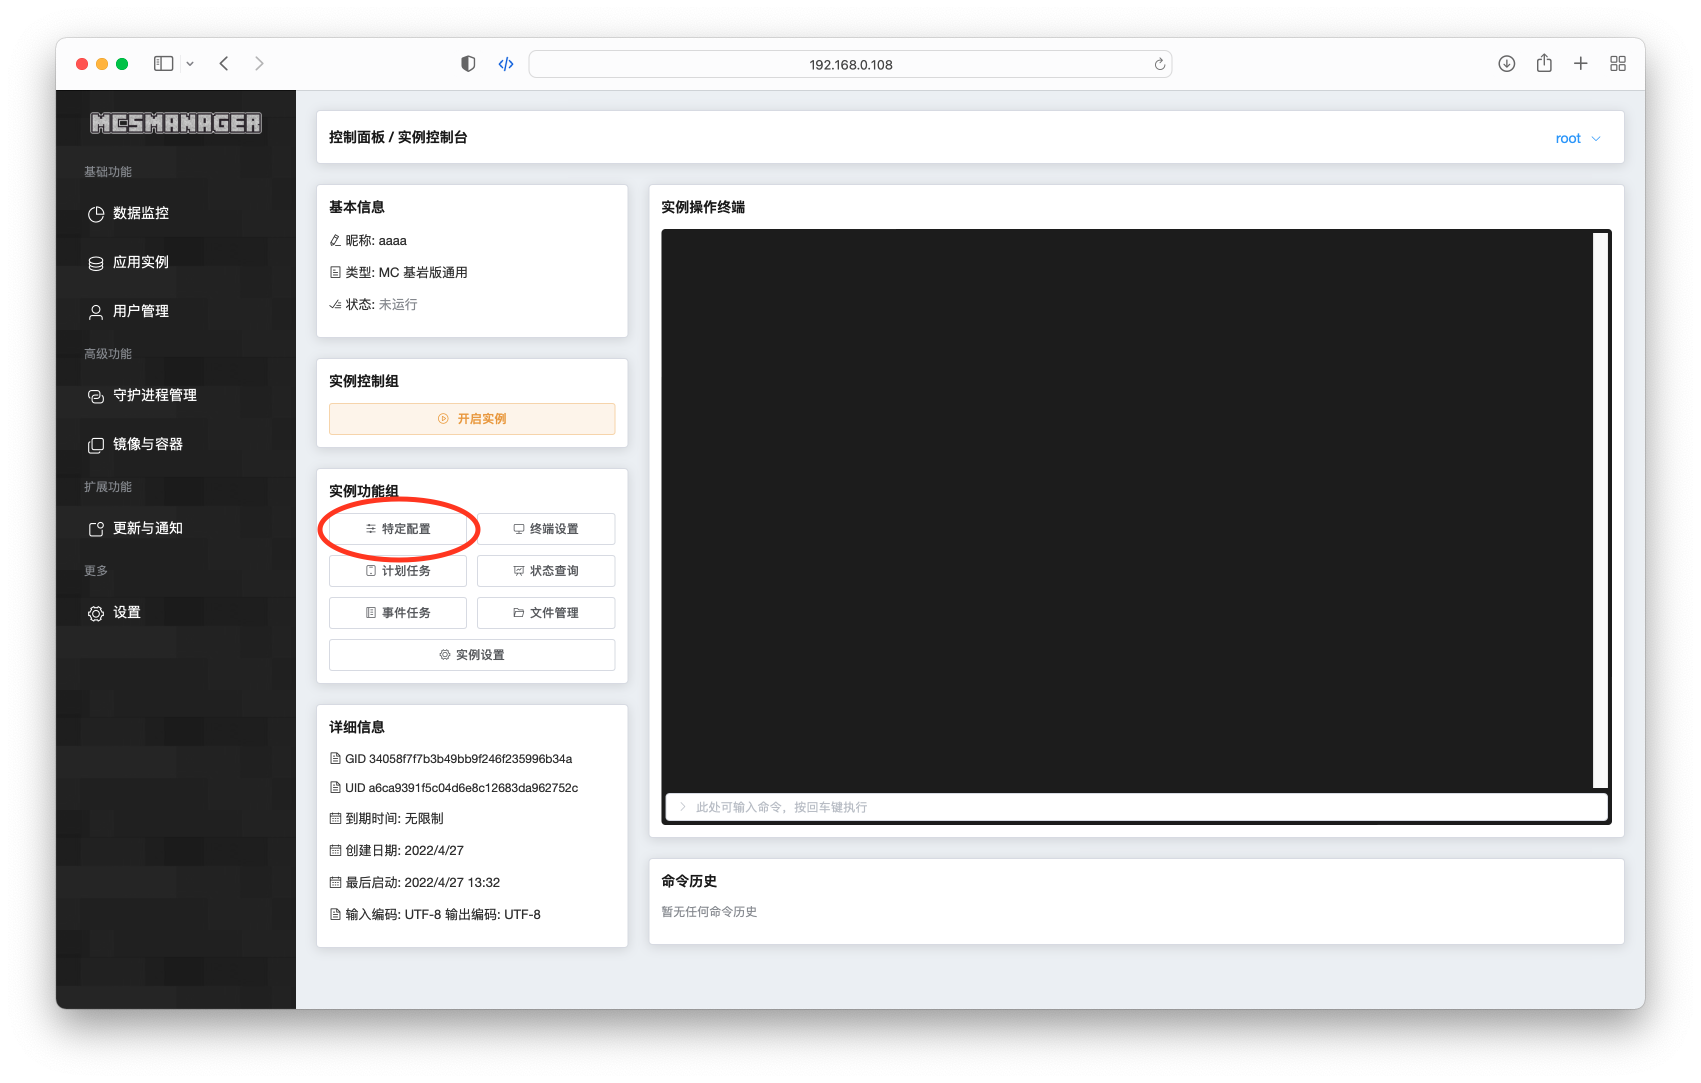 192.168.0.108
MCSMANAGER
基础功能
数据监控
应用实例
用户管理
高级功能
守护进程管理
镜像与容器
扩展功能
更新与通知
更多
设置
控制面板 / 实例控制台
root
基本信息
昵称: aaaa
类型: MC 基岩版通用
状态: 未运行
实例控制组
开启实例
实例功能组
特定配置
终端设置
计划任务
状态查询
事件任务
文件管理
实例设置
详细信息
GID 34058f7f7b3b49bb9f246f235996b34a
UID a6ca9391f5c04d6e8c12683da962752c
到期时间: 无限制
创建日期: 2022/4/27
最后启动: 2022/4/27 13:32
输入编码: UTF-8 输出编码: UTF-8
实例操作终端
此处可输入命令，按回车键执行
命令历史
暂无任何命令历史